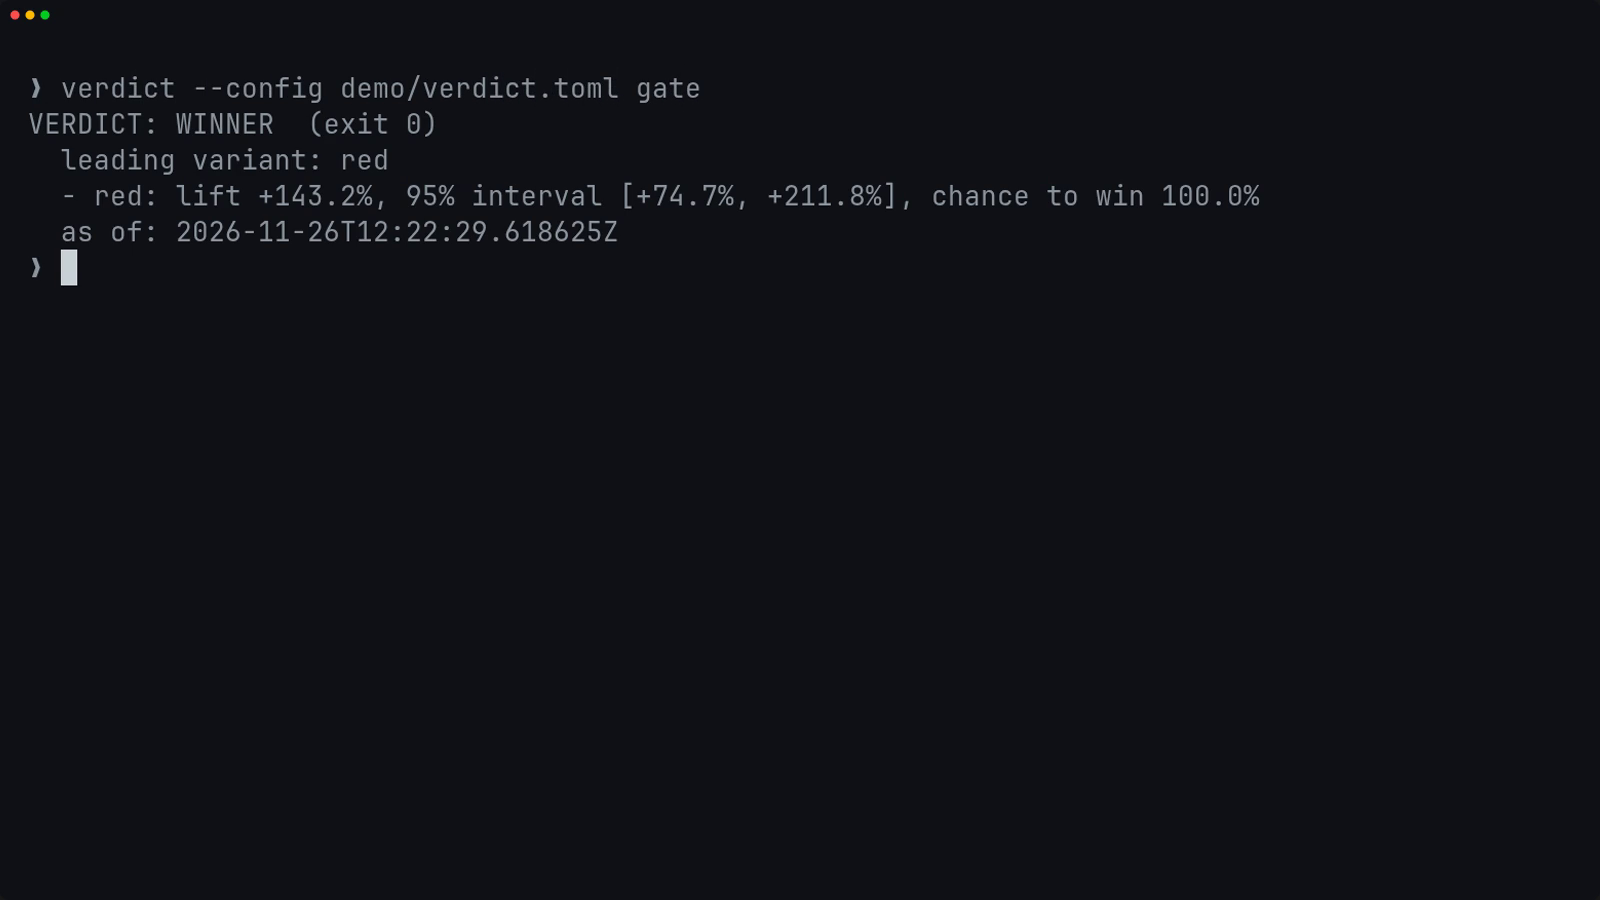 ❯ verdict --config demo/verdict.toml gate
VERDICT: WINNER  (exit 0)
  leading variant: red
  - red: lift +143.2%, 95% interval [+74.7%, +211.8%], chance to win 100.0%
  as of: 2026-11-26T12:22:29.618625Z
❯